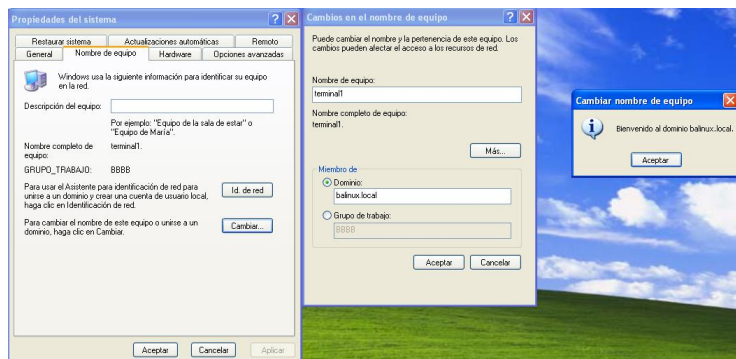 Propiedades del sistema
Restaurar sistema
Actualizaciones automáticas
Remoto
General
Nombre de equipo
Hardware
Opciones avanzadas
Windows usa la siguiente información para identificar su equipo
en la red.
Descripción del equipo:
Por ejemplo: "Equipo de la sala de estar" o
"Equipo de María".
Nombre completo de
equipo:
terminal1.
GRUPO_TRABAJO:
BBBB
Para usar el Asistente para identificación de red para
unirse a un dominio y crear una cuenta de usuario local,
haga clic en Identificación
de red.
Id. de red
Para cambiar el nombre de este equipo o unirse a un
dominio, haga clic en Cambiar.
Cambiar...
Aceptar
Cancelar
Aplicar
Cambios en el nombre de equipo
Puede cambiar el nombre y la pertenencia de este equipo. Los
cambios pueden afectar el acceso a los recursos de red.
Nombre de equipo:
terminal1
Nombre completo de equipo:
terminal1.
Más...
Miembro de
Dominio:
balinux.local
Grupo de trabajo:
BBBB
Aceptar
Cancelar
Cambiar nombre de equipo
Bienvenido al dominio balinux.local.
Aceptar